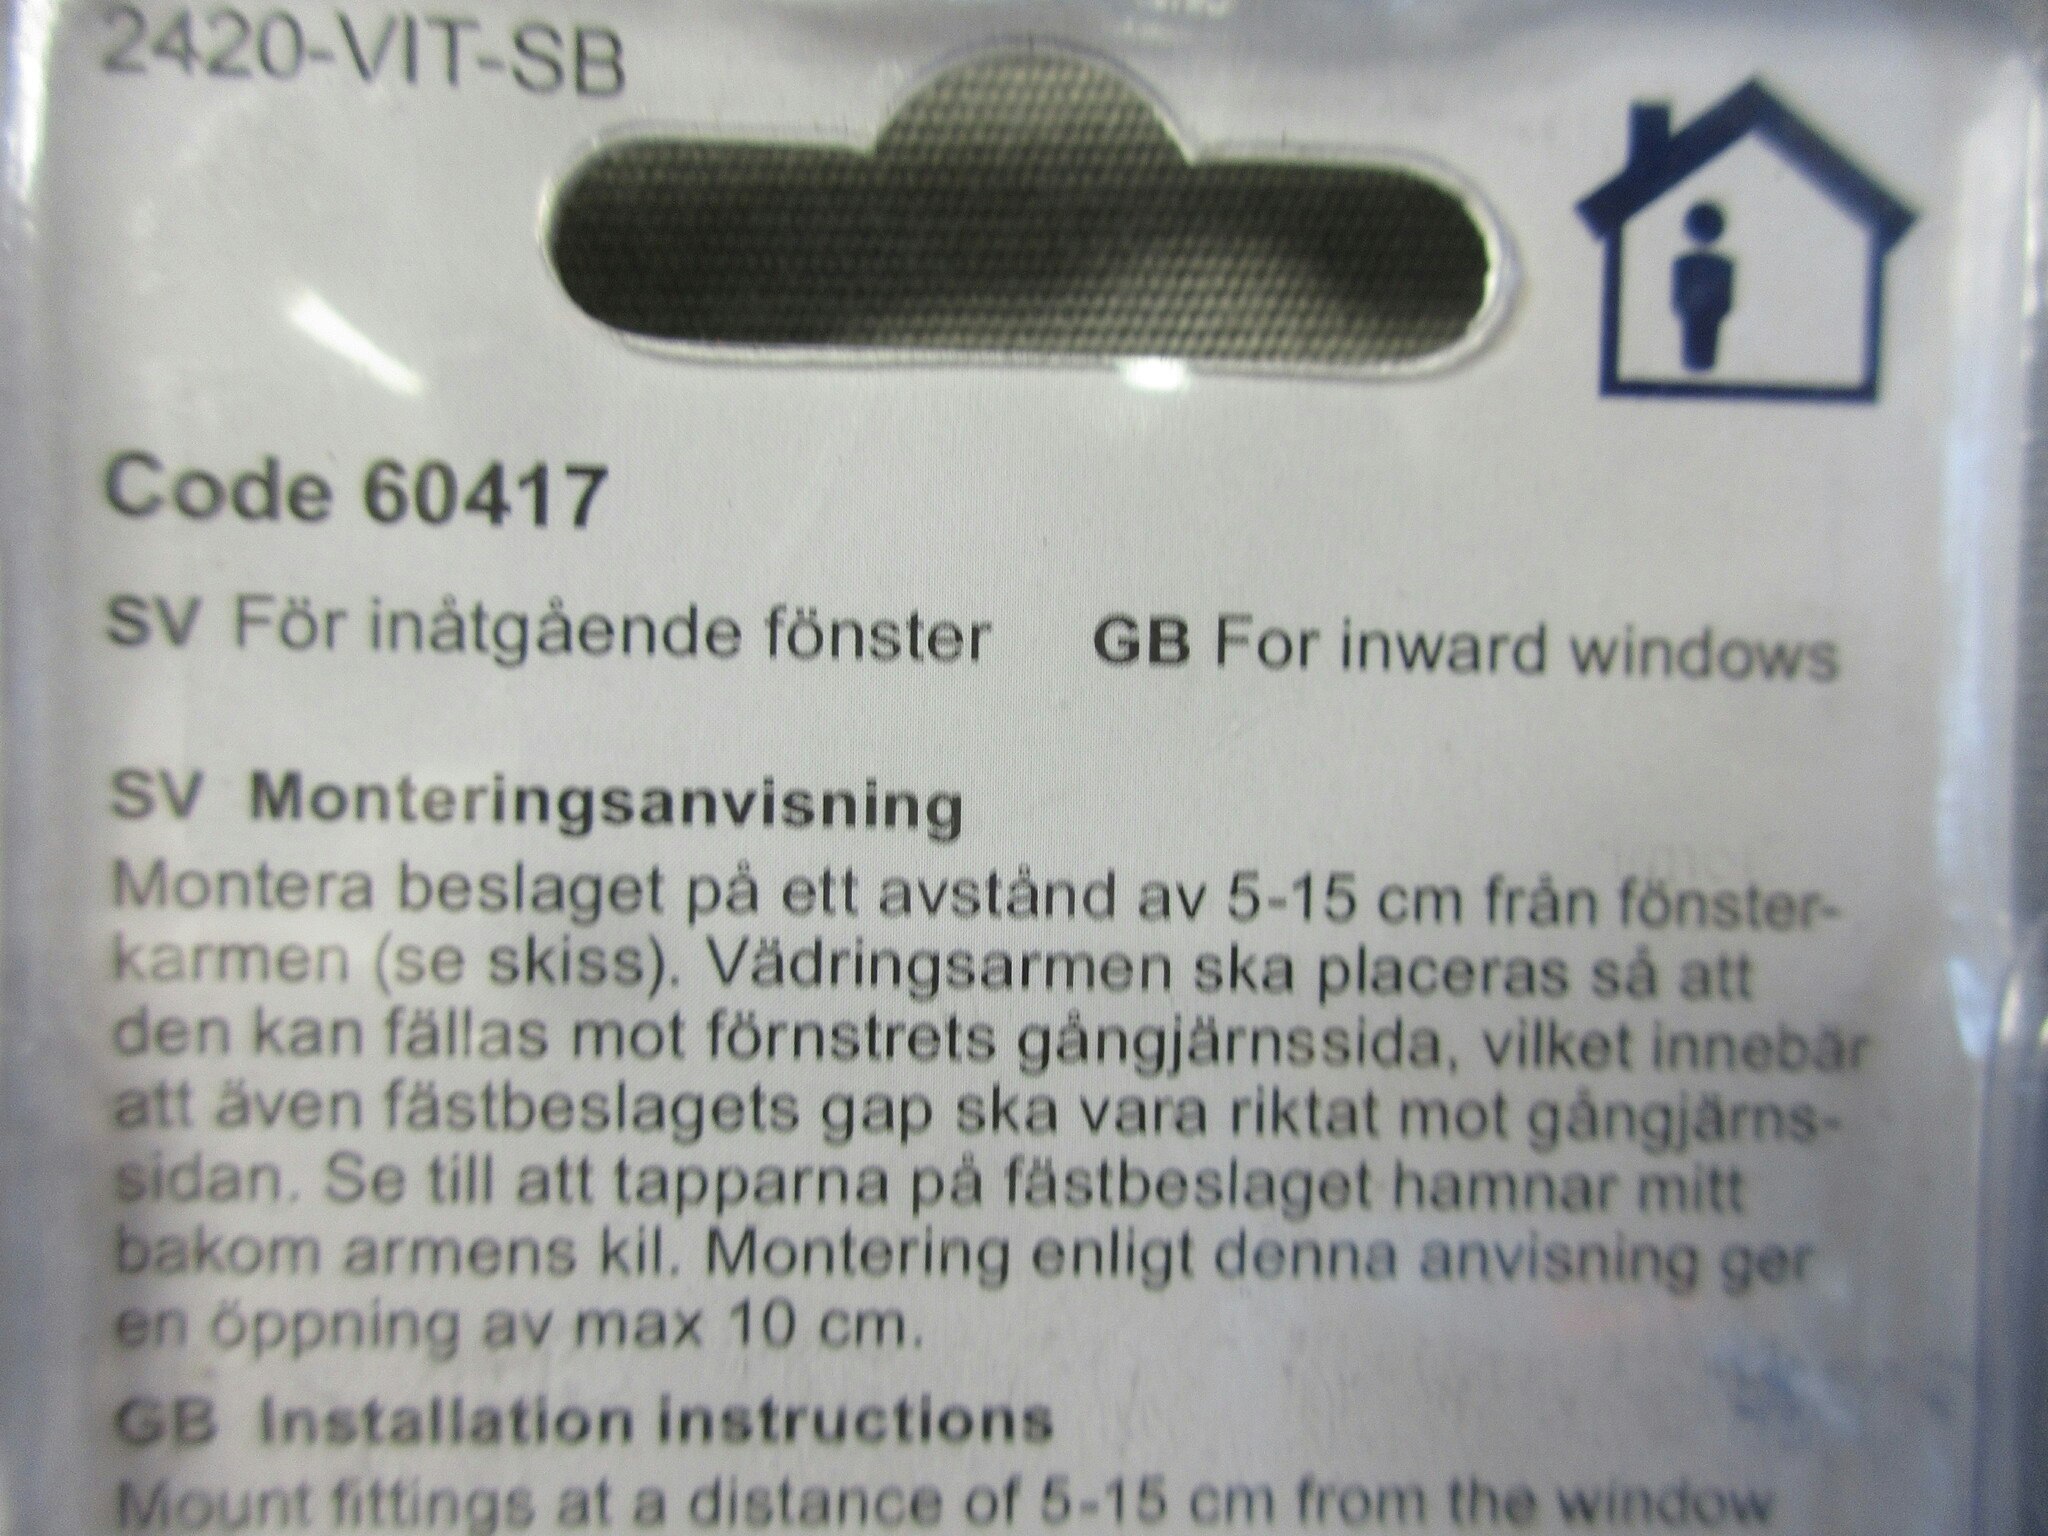 2420-VIT-SB
Code 60417
SV För inåtgående fönster GB For inward windows
SV Monteringsanvisning
Montera beslaget på ett avstånd av 5-15 cm från fönster-
karmen (se skiss). Vädringsarmen ska placeras så att
den kan fällas mot förnstrets gångjärnssida, vilket innebär
att även fästbeslagets gap ska vara riktat mot gångjärns-
sidan. Se till att tapparna på fästbeslaget hamnar mitt
bakom armens kil. Montering enligt denna anvisning ger
en öppning av max 10 cm.
GB Installation instructions
Mount fittings at a distance of 5-15 cm from the window